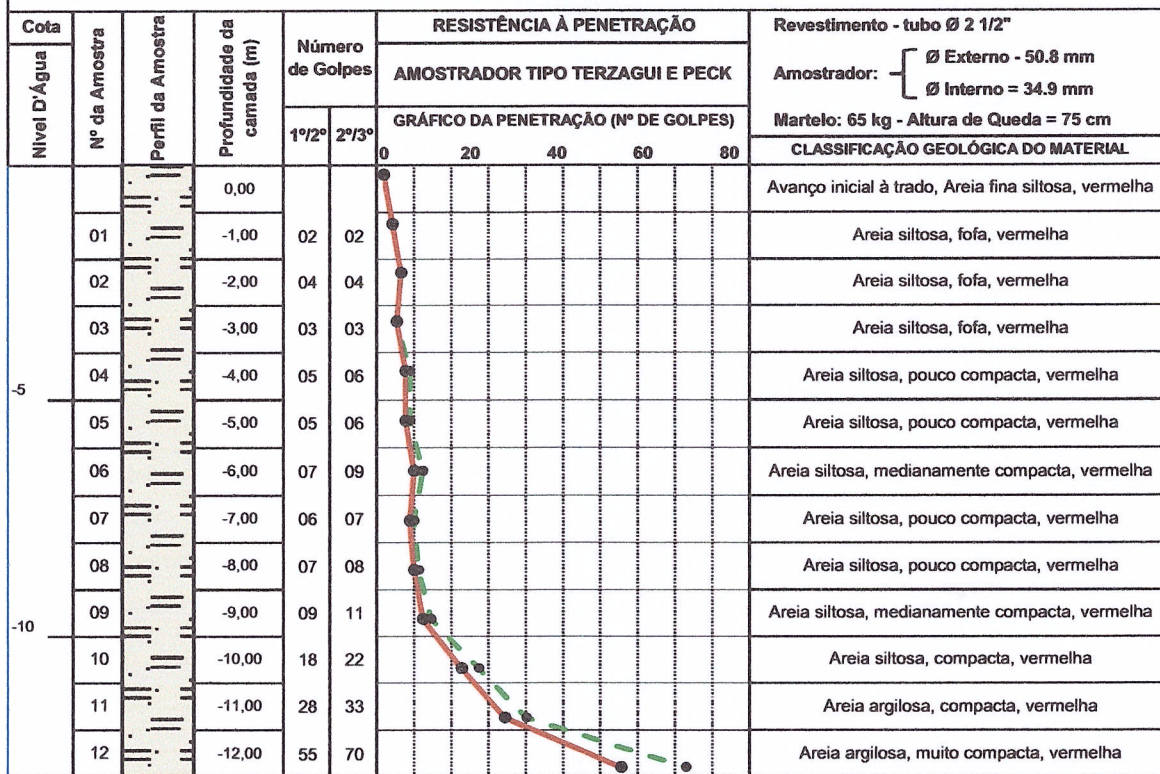 Cota
Nível D'Água
Nº da Amostra
Perfil da Amostra
Profundidade da camada (m)
Número de Golpes
1º/2º 2º/3º
RESISTÊNCIA À PENETRAÇÃO
AMOSTRADOR TIPO TERZAGUI E PECK
GRÁFICO DA PENETRAÇÃO (Nº DE GOLPES)
0 20 40 60 80
Revestimento - tubo Ø 2 1/2"
Amostrador: Ø Externo - 50.8 mm
Ø Interno = 34.9 mm
Martelo: 65 kg - Altura de Queda = 75 cm
CLASSIFICAÇÃO GEOLÓGICA DO MATERIAL
0,00 Avanço inicial à trado, Areia fina siltosa, vermelha
01 -1,00 02 02 Areia siltosa, fofa, vermelha
02 -2,00 04 04 Areia siltosa, fofa, vermelha
03 -3,00 03 03 Areia siltosa, fofa, vermelha
04 -4,00 05 06 Areia siltosa, pouco compacta, vermelha
-5
05 -5,00 05 06 Areia siltosa, pouco compacta, vermelha
06 -6,00 07 09 Areia siltosa, medianamente compacta, vermelha
07 -7,00 06 07 Areia siltosa, pouco compacta, vermelha
08 -8,00 07 08 Areia siltosa, pouco compacta, vermelha
09 -9,00 09 11 Areia siltosa, medianamente compacta, vermelha
-10
10 -10,00 18 22 Areia siltosa, compacta, vermelha
11 -11,00 28 33 Areia argilosa, compacta, vermelha
12 -12,00 55 70 Areia argilosa, muito compacta, vermelha